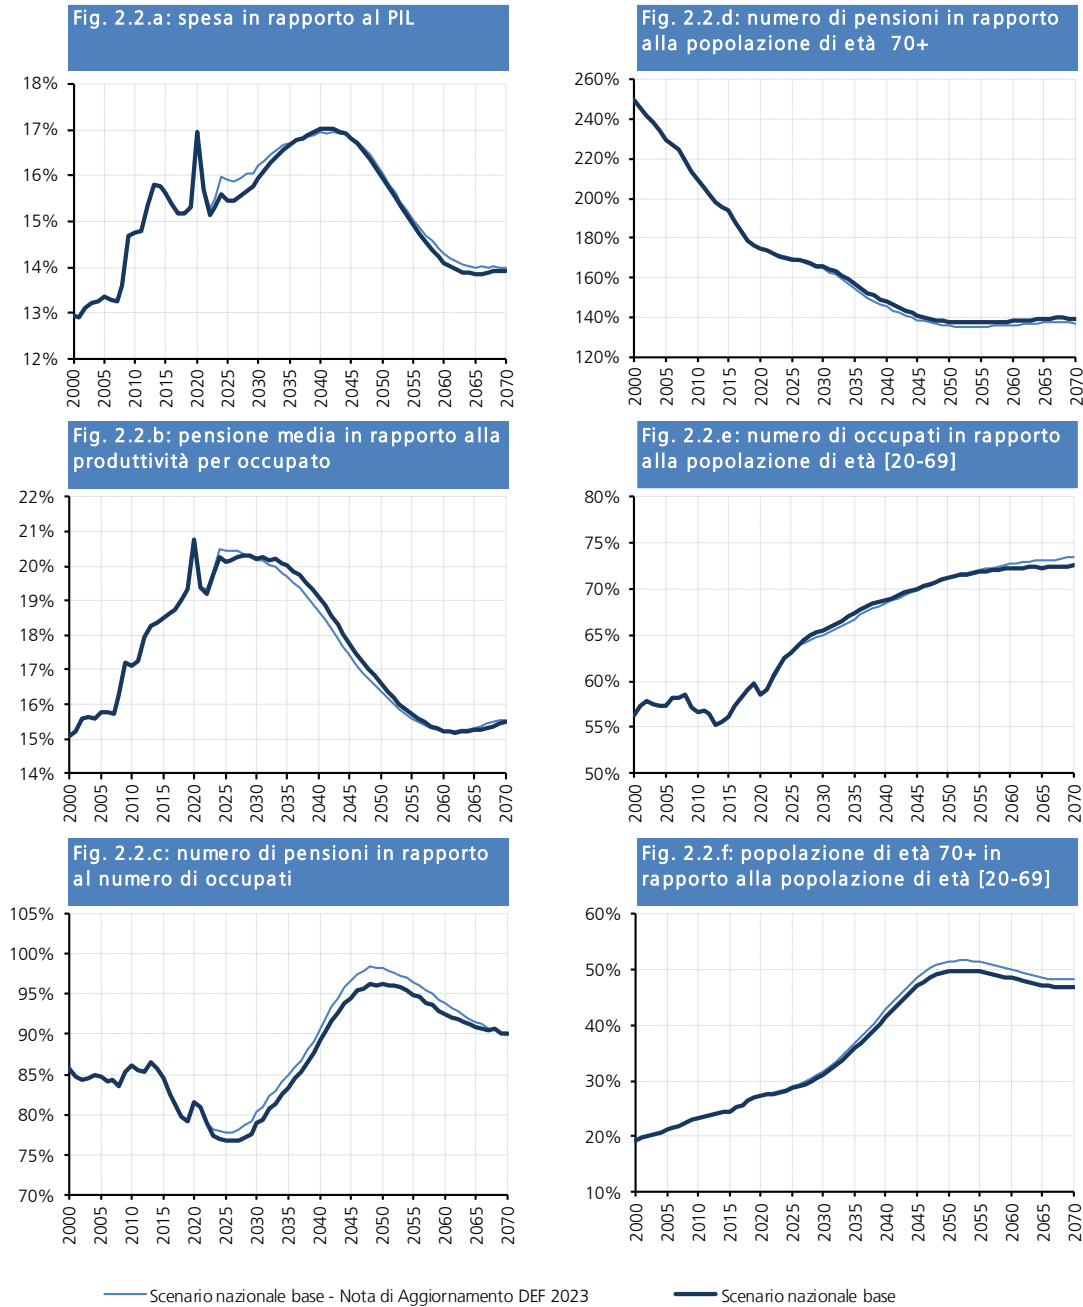 Fig. 2.2.a: spesa in rapporto al PIL
18%
17%
16%
15%
14%
13%
12%
2000 2005 2010 2015 2020 2025 2030 2035 2040 2045 2050 2055 2060 2065 2070
Fig. 2.2.d: numero di pensioni in rapporto
alla popolazione di età 70+
260%
240%
220%
200%
180%
160%
140%
120%
2000 2005 2010 2015 2020 2025 2030 2035 2040 2045 2050 2055 2060 2065 2070
Fig. 2.2.b: pensione media in rapporto alla
produttività per occupato
22%
21%
20%
19%
18%
17%
16%
15%
14%
2000 2005 2010 2015 2020 2025 2030 2035 2040 2045 2050 2055 2060 2065 2070
Fig. 2.2.e: numero di occupati in rapporto
alla popolazione di età [20-69]
80%
75%
70%
65%
60%
55%
50%
2000 2005 2010 2015 2020 2025 2030 2035 2040 2045 2050 2055 2060 2065 2070
Fig. 2.2.c: numero di pensioni in rapporto
al numero di occupati
105%
100%
95%
90%
85%
80%
75%
70%
2000 2005 2010 2015 2020 2025 2030 2035 2040 2045 2050 2055 2060 2065 2070
Fig. 2.2.f: popolazione di età 70+ in
rapporto alla popolazione di età [20-69]
60%
50%
40%
30%
20%
10%
2000 2005 2010 2015 2020 2025 2030 2035 2040 2045 2050 2055 2060 2065 2070
Scenario nazionale base - Nota di Aggiornamento DEF 2023
Scenario nazionale base